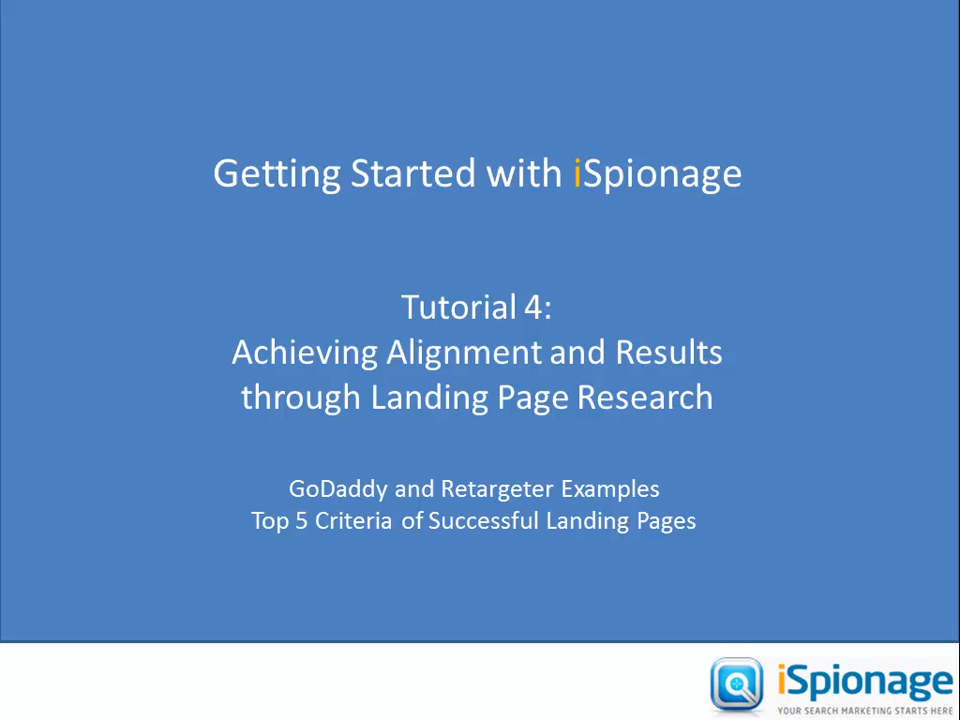 Getting Started with iSpionage
Tutorial 4:
Achieving Alignment and Results
through Landing Page Research
GoDaddy and Retargeter Examples
Top 5 Criteria of Successful Landing Pages
iSpionage
YOUR SEARCH MARKETING STARTS HERE